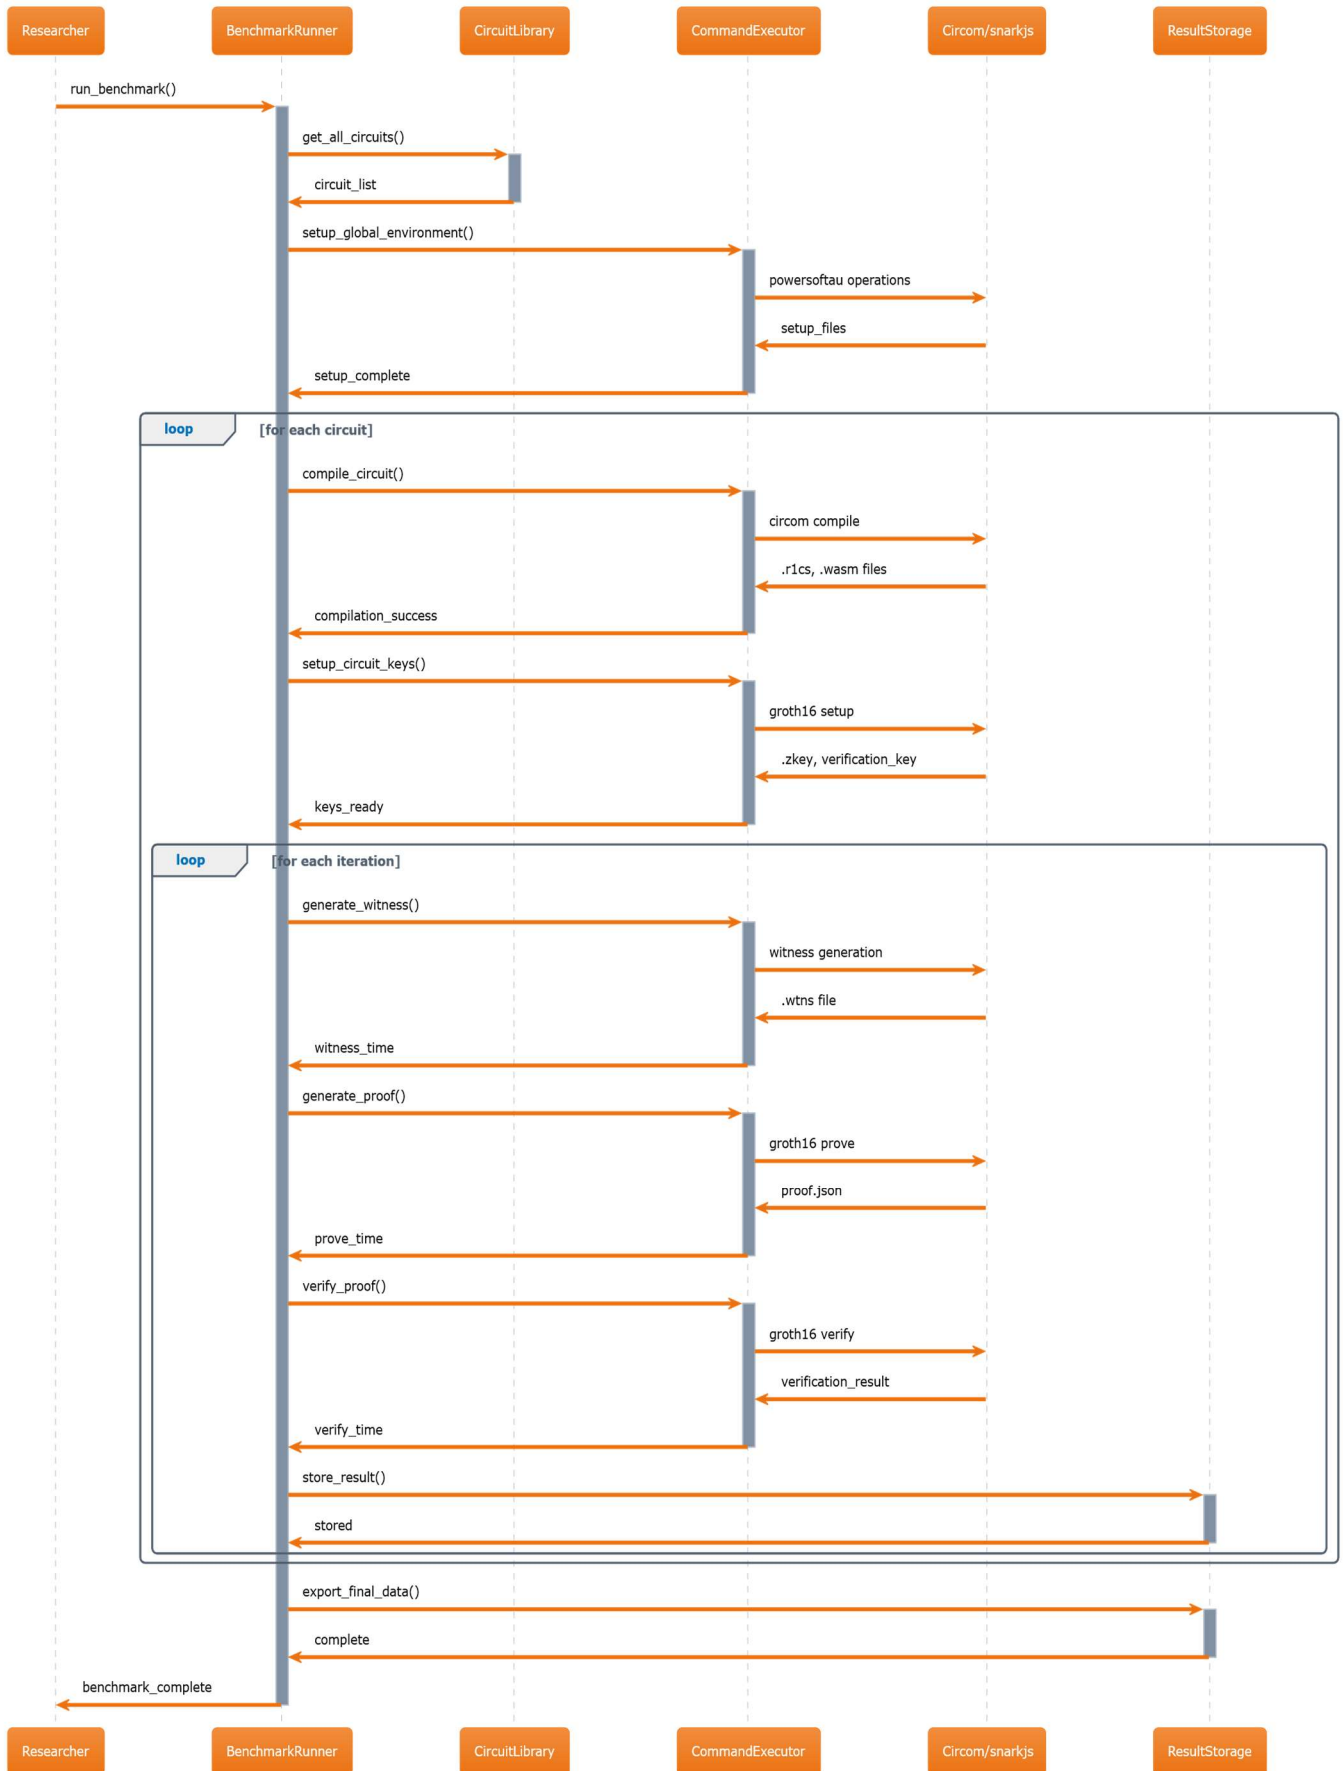 Researcher
BenchmarkRunner
CircuitLibrary
CommandExecutor
Circom/snarkjs
ResultStorage
run_benchmark()
get_all_circuits()
circuit_list
setup_global_environment()
powersoftau operations
setup_files
setup_complete
loop
[for each circuit]
compile_circuit()
circom compile
.r1cs, .wasm files
compilation_success
setup_circuit_keys()
groth16 setup
.zkey, verification_key
keys_ready
loop
[for each iteration]
generate_witness()
witness generation
.wtns file
witness_time
generate_proof()
groth16 prove
proof.json
prove_time
verify_proof()
groth16 verify
verification_result
verify_time
store_result()
stored
export_final_data()
complete
benchmark_complete
Researcher
BenchmarkRunner
CircuitLibrary
CommandExecutor
Circom/snarkjs
ResultStorage